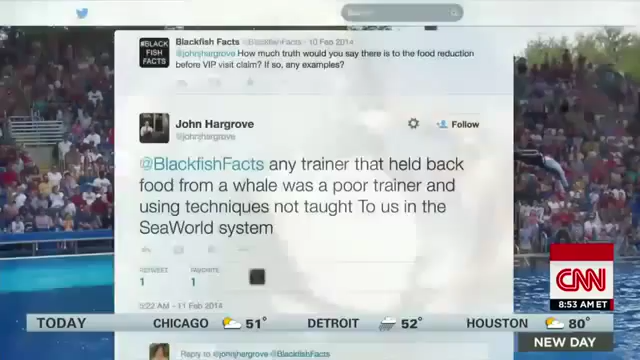 #BLACK
FISH
FACTS
Blackfish Facts @BlackfishFacts · 10 Feb 2014
@johnjhargrove How much truth would you say there is to the food reduction
before VIP visit claim? If so, any examples?
John Hargrove
@johnjhargrove
Follow
@BlackfishFacts any trainer that held back
food from a whale was a poor trainer and
using techniques not taught To us in the
SeaWorld system
RETWEET FAVORITE
1 1
5:22 AM - 11 Feb 2014
Reply to @johnjhargrove @BlackfishFacts
CNN
8:53 AM ET
TODAY CHICAGO 51° DETROIT 52° HOUSTON 80°
NEW DAY